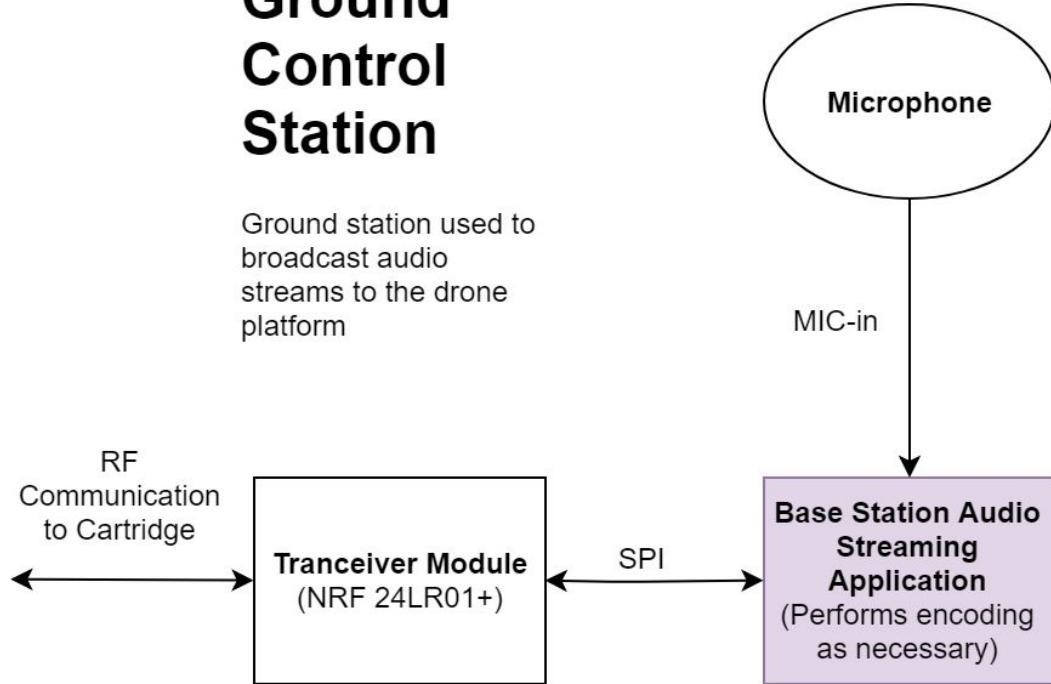 Ground
Control
Station
Ground station used to
broadcast audio
streams to the drone
platform
Microphone
MIC-in
RF
Communication
to Cartridge
Tranceiver Module
(NRF 24LR01+)
SPI
Base Station Audio
Streaming
Application
(Performs encoding
as necessary)